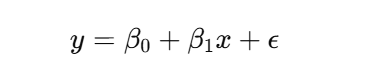 y = β₀ + β₁x + ϵ